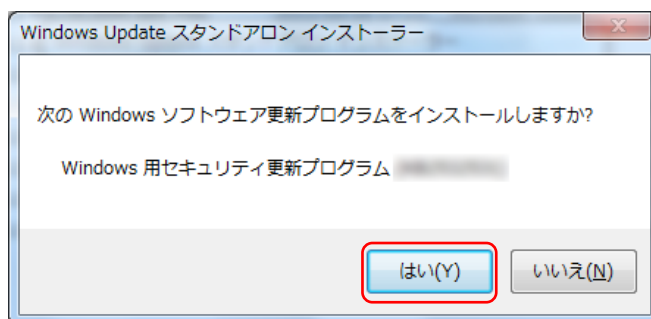 Windows Update スタンドアロン インストーラー
次の Windows ソフトウェア更新プログラムをインストールしますか?
Windows 用セキュリティ更新プログラム
はい(Y)
いいえ(N)